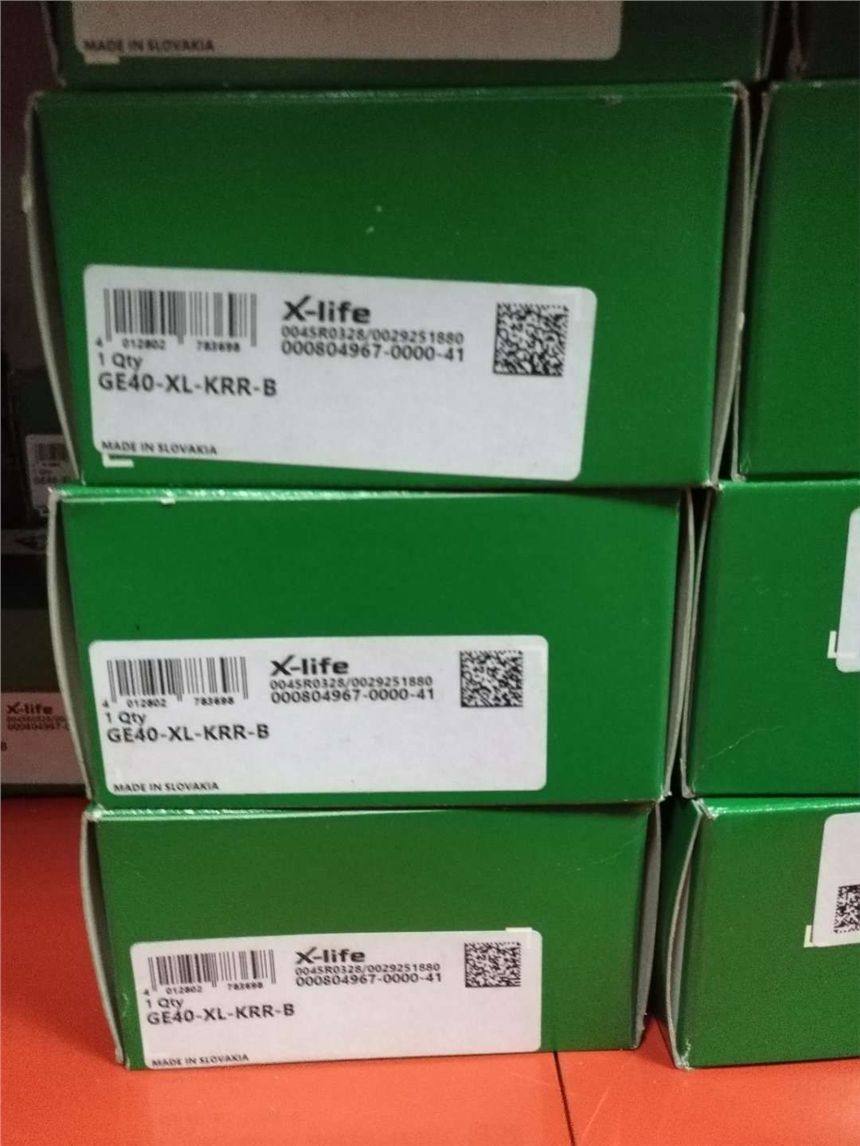 MADE IN SLOVAKIA
X-life
0045R0328/0029251880
000804967-0000-41
4 012802 783698
1 Qty
GE40-XL-KRR-B
MADE IN SLOVAKIA
X-life
0045R0328/0029251880
000804967-0000-41
4 012802 783698
1 Qty
GE40-XL-KRR-B
MADE IN SLOVAKIA
X-life
000804967-
X-life
0045R0328/0029251880
000804967-0000-41
4 012802 783698
1 Qty
GE40-XL-KRR-B
MADE IN SLOVAKIA